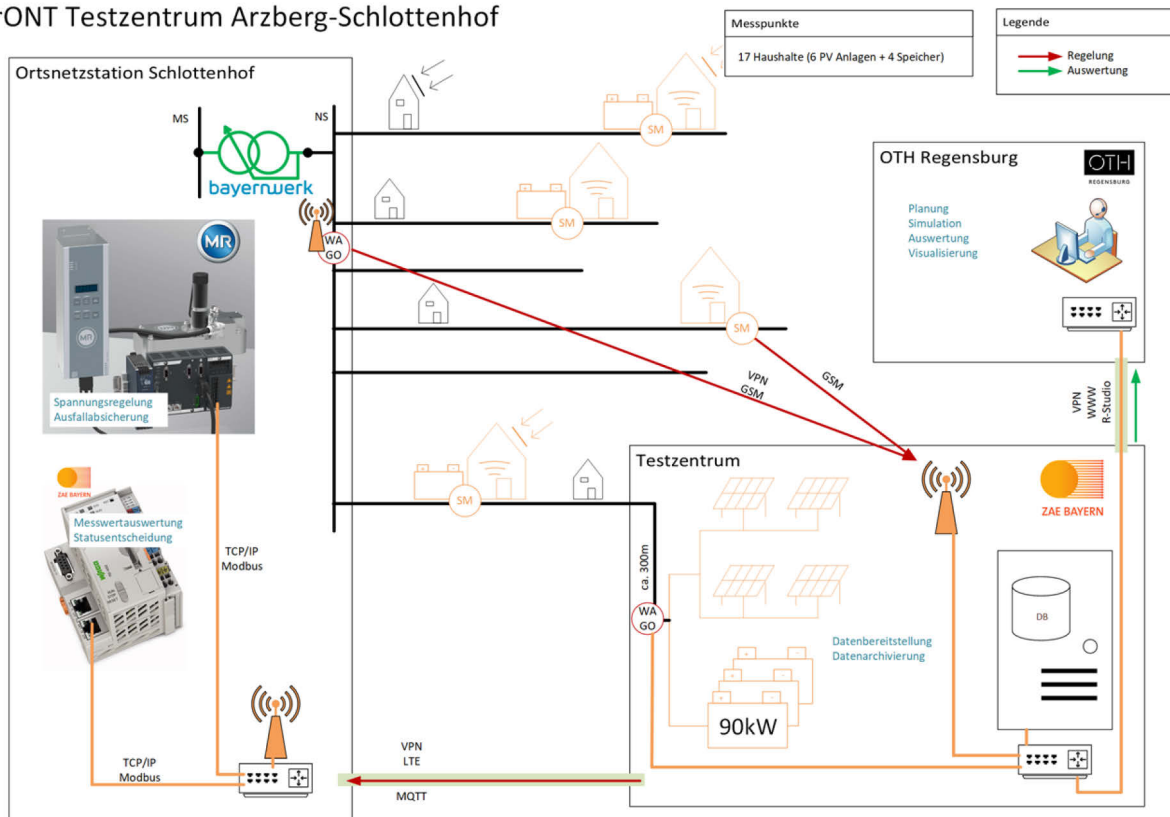 rONT Testzentrum Arzberg-Schlottenhof
Messpunkte
17 Haushalte (6 PV Anlagen + 4 Speicher)
Legende
Regelung
Auswertung
Ortsnetzstation Schlottenhof
MS
NS
bayernwerk
MR
WA
GO
Spannungsregelung
Ausfallabsicherung
ZAE BAYERN
Messwertauswertung
Statusentscheidung
TCP/IP
Modbus
TCP/IP
Modbus
SM
SM
SM
SM
VPN
GSM
GSM
OTH Regensburg
OTH
REGENSBURG
Planung
Simulation
Auswertung
Visualisierung
VPN
WWW
R-Studio
Testzentrum
ZAE BAYERN
ca. 300m
WA
GO
Datenbereitstellung
Datenarchivierung
DB
90kW
VPN
LTE
MQTT